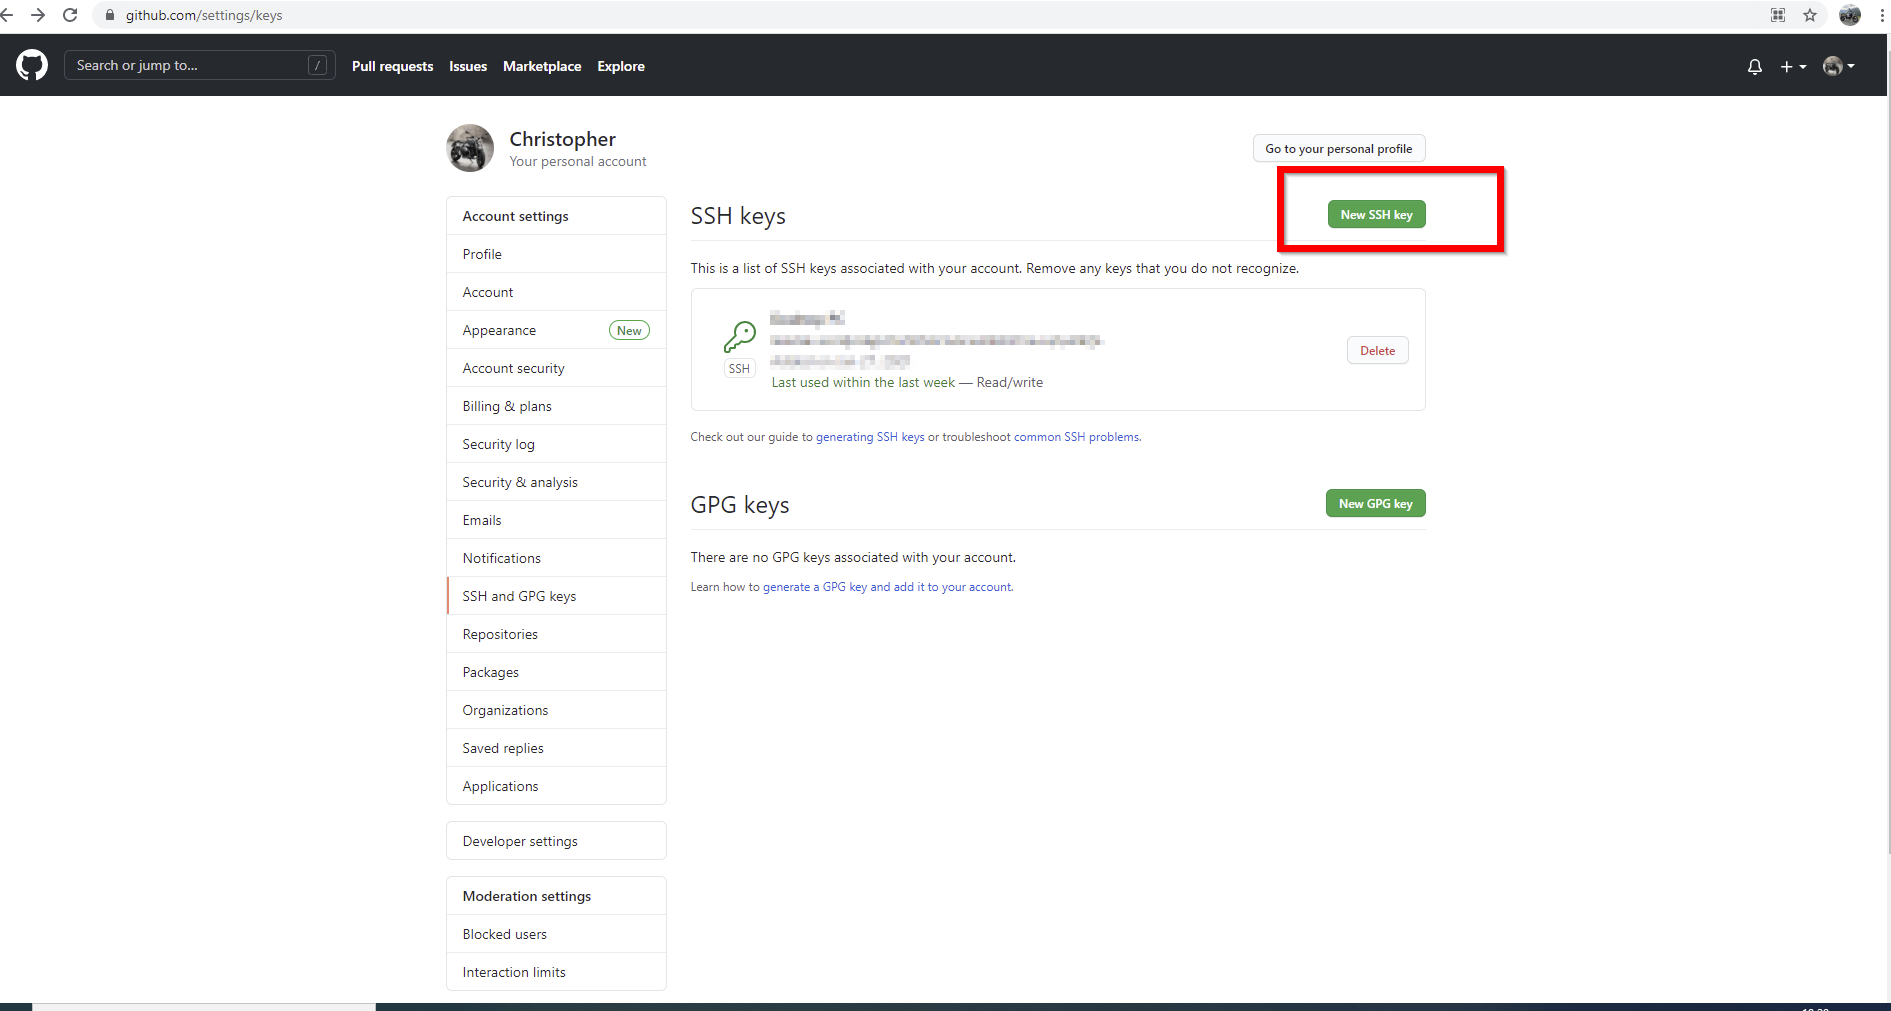 github.com/settings/keys
Search or jump to... /
Pull requests Issues Marketplace Explore
Christopher
Your personal account
Go to your personal profile
Account settings
Profile
Account
Appearance New
Account security
Billing & plans
Security log
Security & analysis
Emails
Notifications
SSH and GPG keys
Repositories
Packages
Organizations
Saved replies
Applications
Developer settings
Moderation settings
Blocked users
Interaction limits
SSH keys
New SSH key
This is a list of SSH keys associated with your account. Remove any keys that you do not recognize.
SSH
Last used within the last week — Read/write
Delete
Check out our guide to generating SSH keys or troubleshoot common SSH problems.
GPG keys
New GPG key
There are no GPG keys associated with your account.
Learn how to generate a GPG key and add it to your account.